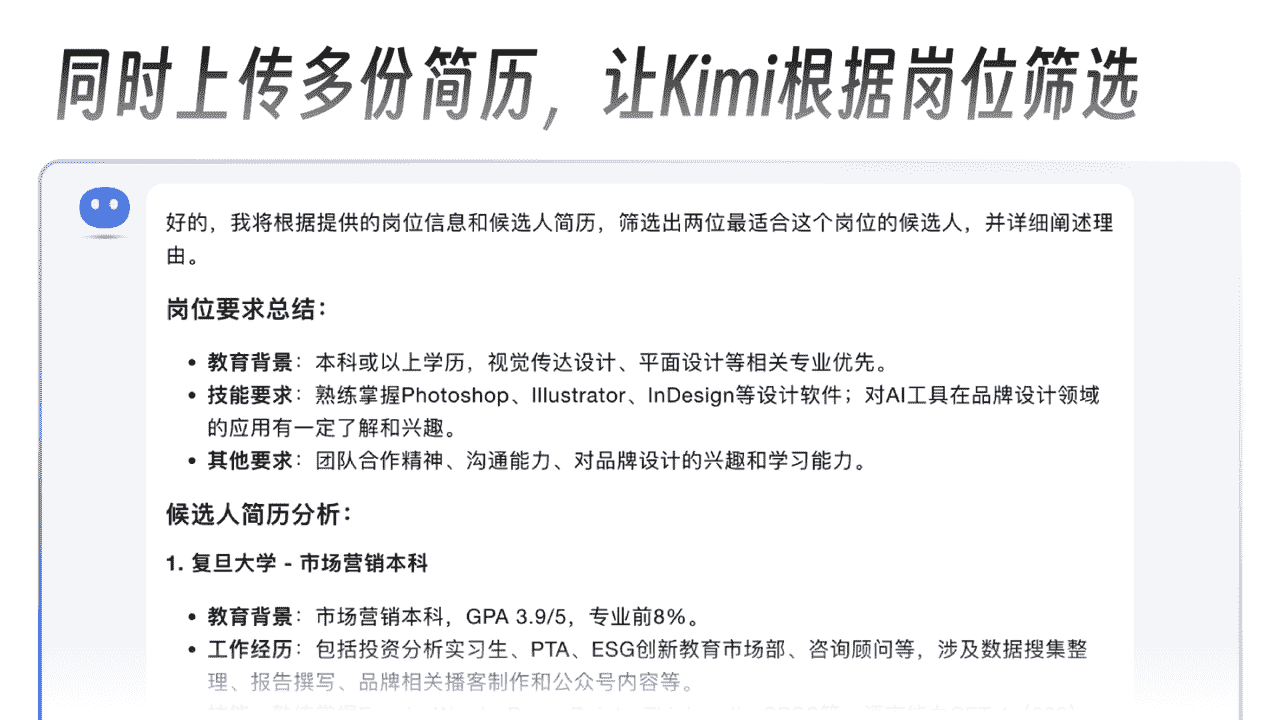 同时上传多份简历，让Kimi根据岗位筛选
好的，我将根据提供的岗位信息和候选人简历，筛选出两位最适合这个岗位的候选人，并详细阐述理
由。
岗位要求总结：
• 教育背景：本科或以上学历，视觉传达设计、平面设计等相关专业优先。
• 技能要求：熟练掌握Photoshop、Illustrator、InDesign等设计软件；对AI工具在品牌设计领域
的应用有一定了解和兴趣。
• 其他要求：团队合作精神、沟通能力、对品牌设计的兴趣和学习能力。
候选人简历分析：
1. 复旦大学 - 市场营销本科
• 教育背景：市场营销本科，GPA 3.9/5，专业前8%。
• 工作经历：包括投资分析实习生、PTA、ESG创新教育市场部、咨询顾问等，涉及数据搜集整
理、报告撰写、品牌相关播客制作和公众号内容等。